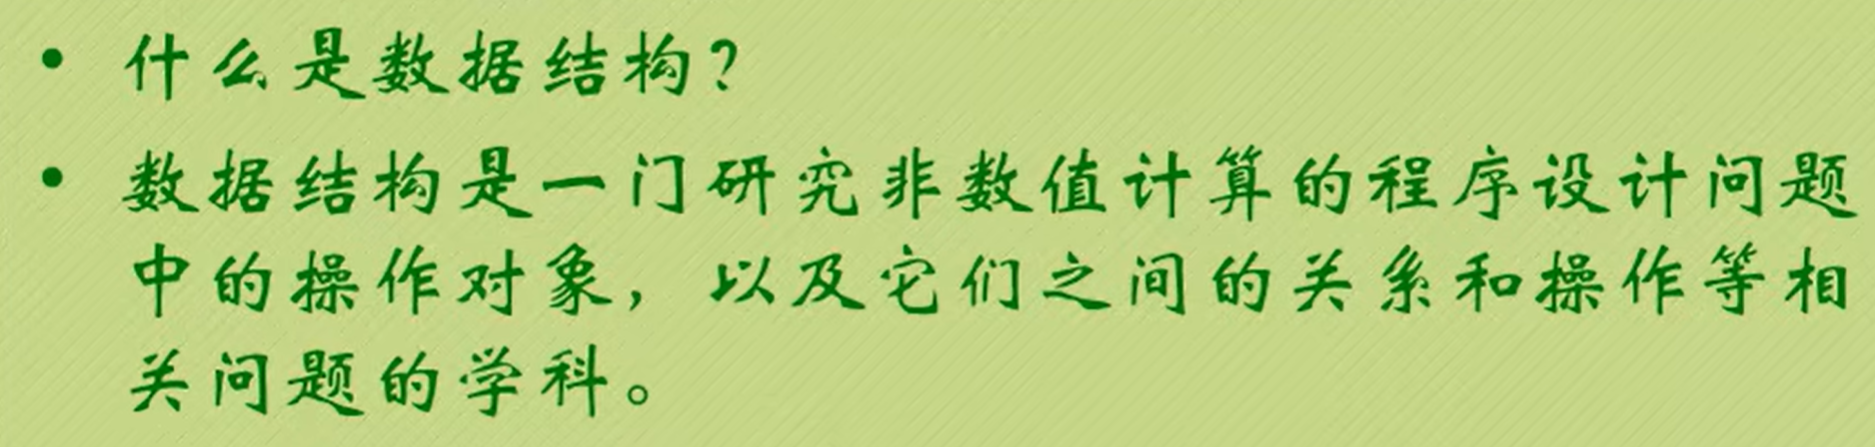 • 什么是数据结构?
• 数据结构是一门研究非数值计算的程序设计问题
中的操作对象，以及它们之间的关系和操作等相
关问题的学科。